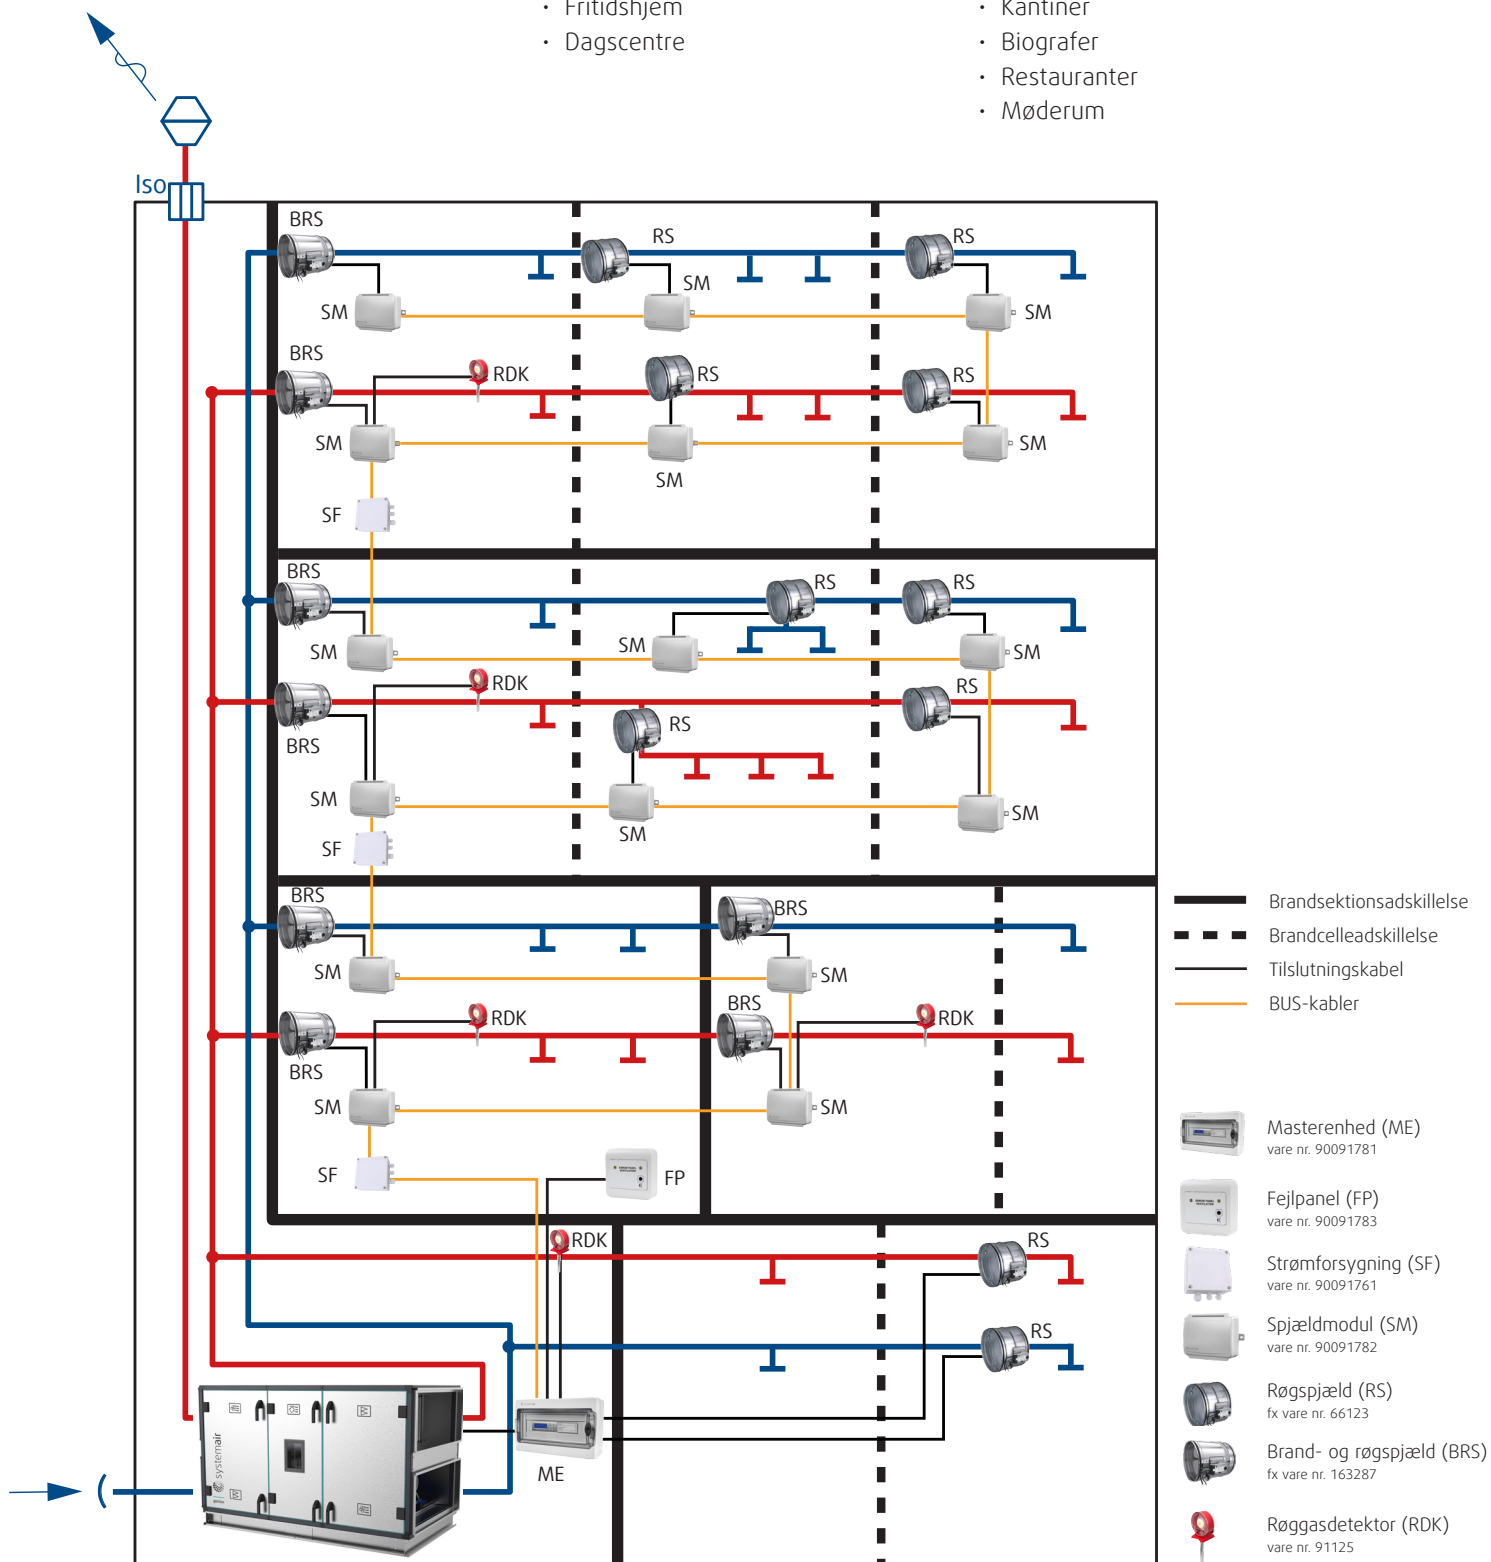 · Fritidshjem
· Dagscentre
· Kantiner
· Biografer
· Restauranter
· Møderum
Iso
BRS
RS
RS
SM
SM
SM
BRS
RDK
RS
RS
SM
SM
SM
SF
BRS
RS
RS
SM
SM
SM
RDK
RS
BRS
RS
SM
SM
SM
SF
BRS
BRS
SM
SM
RDK
BRS
RDK
BRS
SM
SM
SF
FP
RDK
RS
RS
ME
systemair
Brandsektionsadskillelse
Brandcelleadskillelse
Tilslutningskabel
BUS-kabler
Masterenhed (ME)
vare nr. 90091781
Fejlpanel (FP)
vare nr. 90091783
Strømforsygning (SF)
vare nr. 90091761
Spjældmodul (SM)
vare nr. 90091782
Røgspjæld (RS)
fx vare nr. 66123
Brand- og røgspjæld (BRS)
fx vare nr. 163287
Røggasdetektor (RDK)
vare nr. 91125